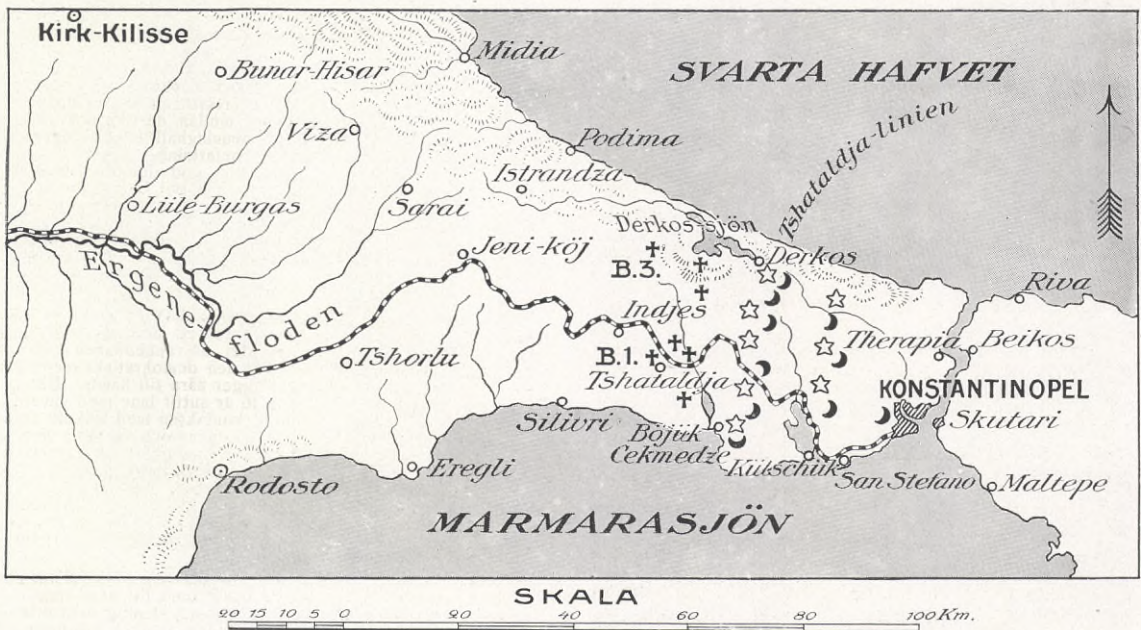 Kirk-Kilisse
Bunar-Hisar
Midia
SVARTA HAFVET
Viza
Podima
Tshataldja-linien
Istrandza
Lüle-Burgas
Sarai
Derkos-sjön
Derkos
Jeni-köj
B.3.
Riva
Ergene-
floden
Indjes
Therapia
Beikos
B.1.
Tshorlu
Tshataldja
KONSTANTINOPEL
Silivri
Böjük
Cekmedze
Skutari
Kütschük
San Stefano
Maltepe
Rodosto
Eregli
MARMARASJÖN
SKALA
20 15 10 5 0 20 40 60 80 100 Km.